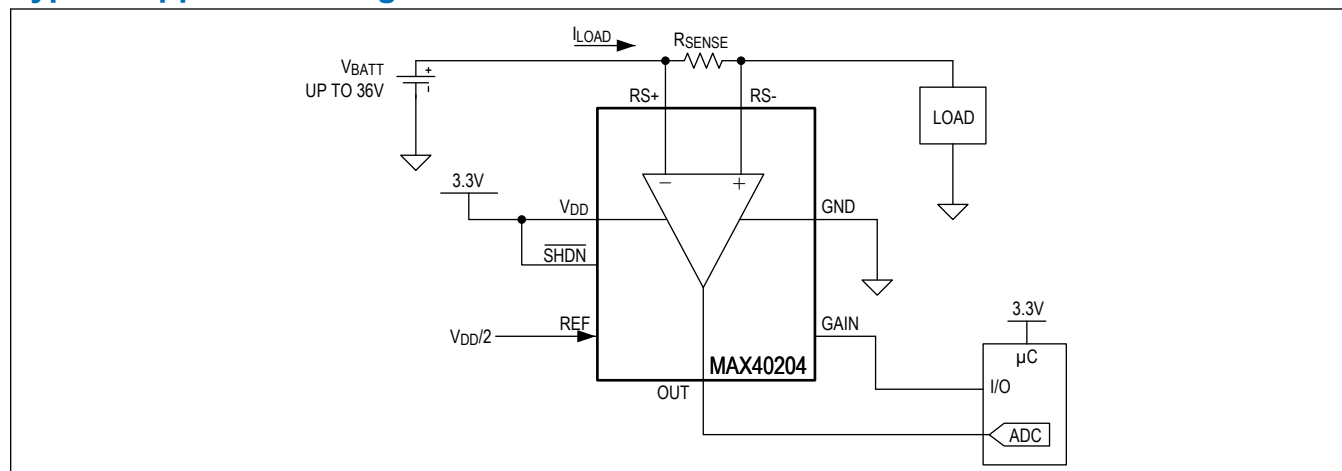 ILOAD
RSENSE
VBATT
UP TO 36V
+
-
RS+
RS-
LOAD
3.3V
−
+
VDD
GND
SHDN
3.3V
REF
GAIN
VDD/2
µC
MAX40204
I/O
OUT
ADC